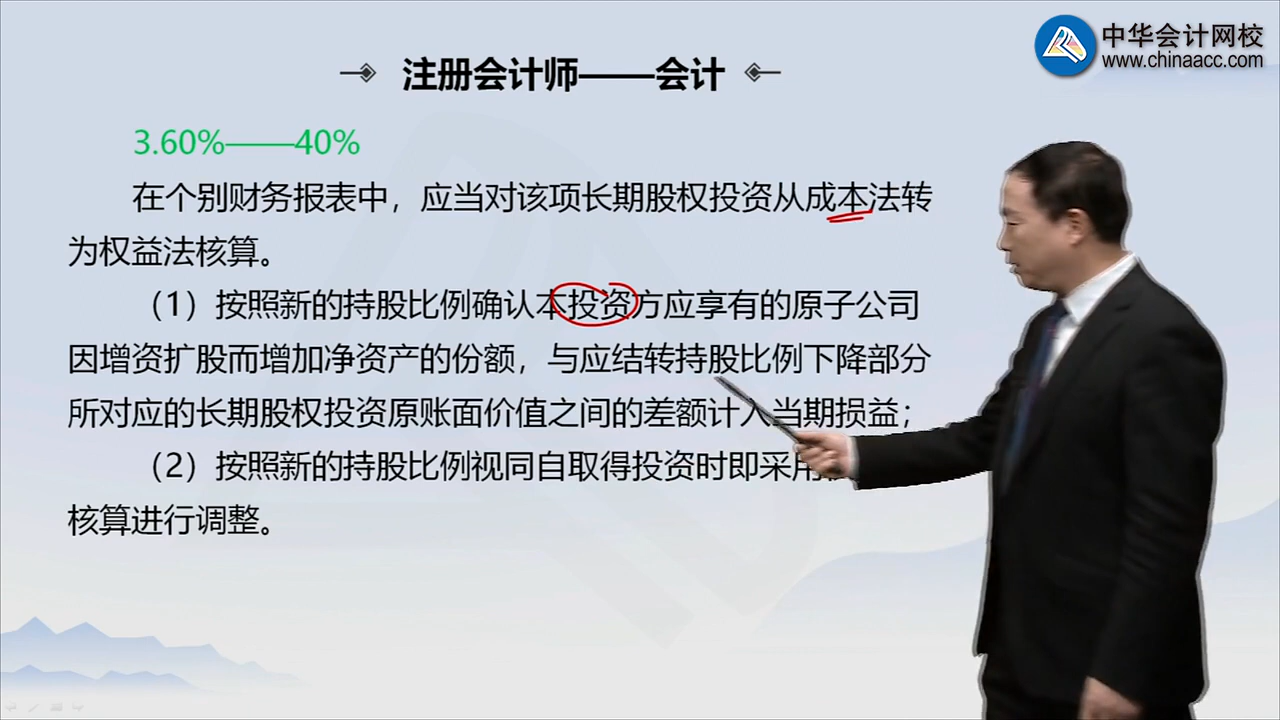 中华会计网校
www.chinaacc.com
注册会计师——会计
3.60%——40%
在个别财务报表中，应当对该项长期股权投资从成本法转
为权益法核算。
（1）按照新的持股比例确认本投资方应享有的原子公司
因增资扩股而增加净资产的份额，与应结转持股比例下降部分
所对应的长期股权投资原账面价值之间的差额计入当期损益；
（2）按照新的持股比例视同自取得投资时即采用
核算进行调整。